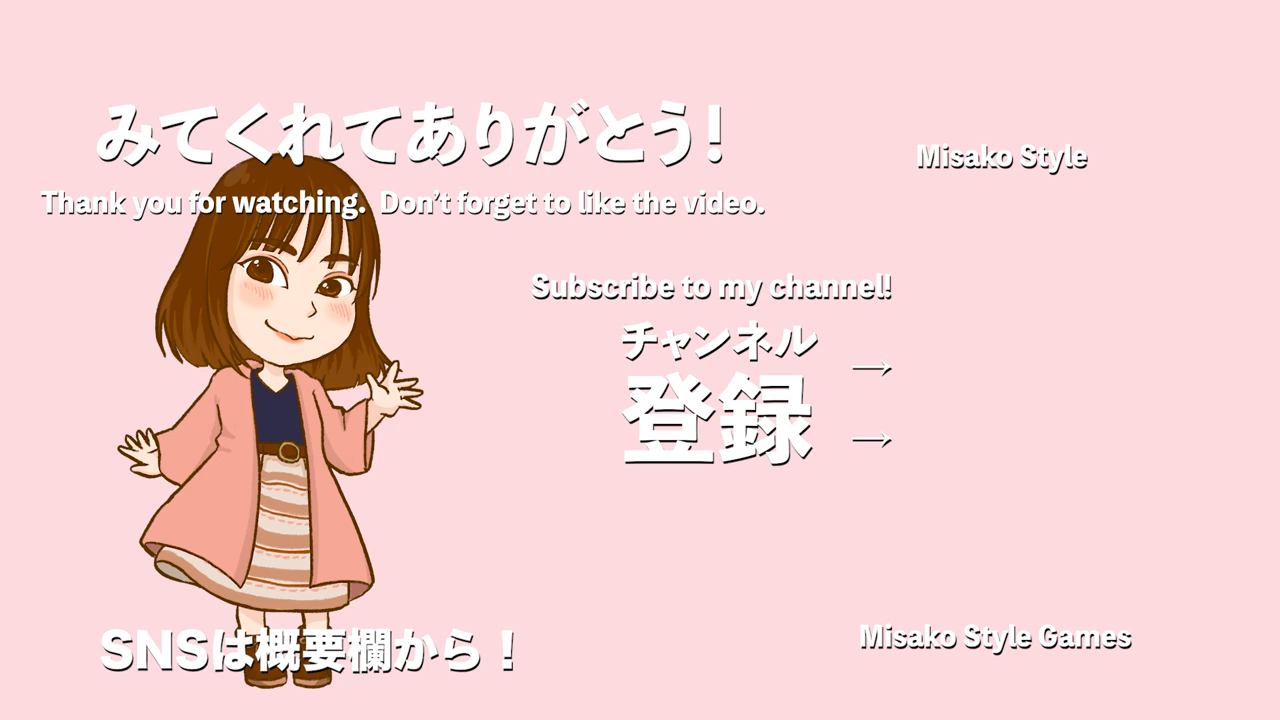 みてくれてありがとう!
Thank you for watching. Don't forget to like the video.
Misako Style
Subscribe to my channel!
チャンネル
登録
→
→
SNSは概要欄から！
Misako Style Games